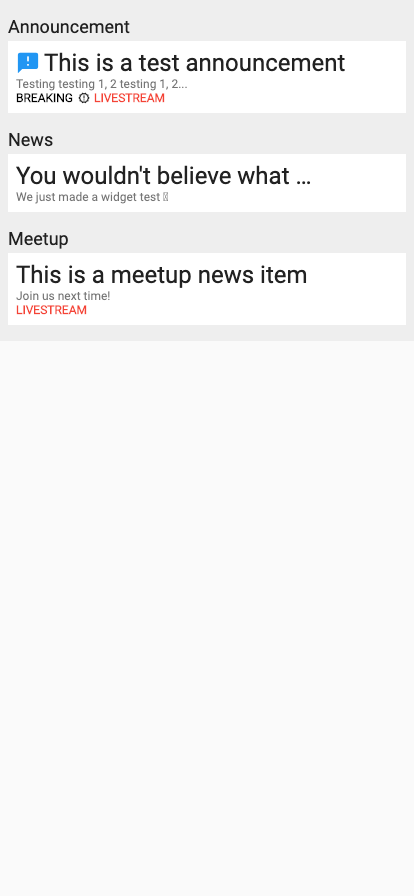 Announcement
This is a test announcement
Testing testing 1, 2 testing 1, 2...
BREAKING LIVESTREAM
News
You wouldn't believe what ...
We just made a widget test
Meetup
This is a meetup news item
Join us next time!
LIVESTREAM